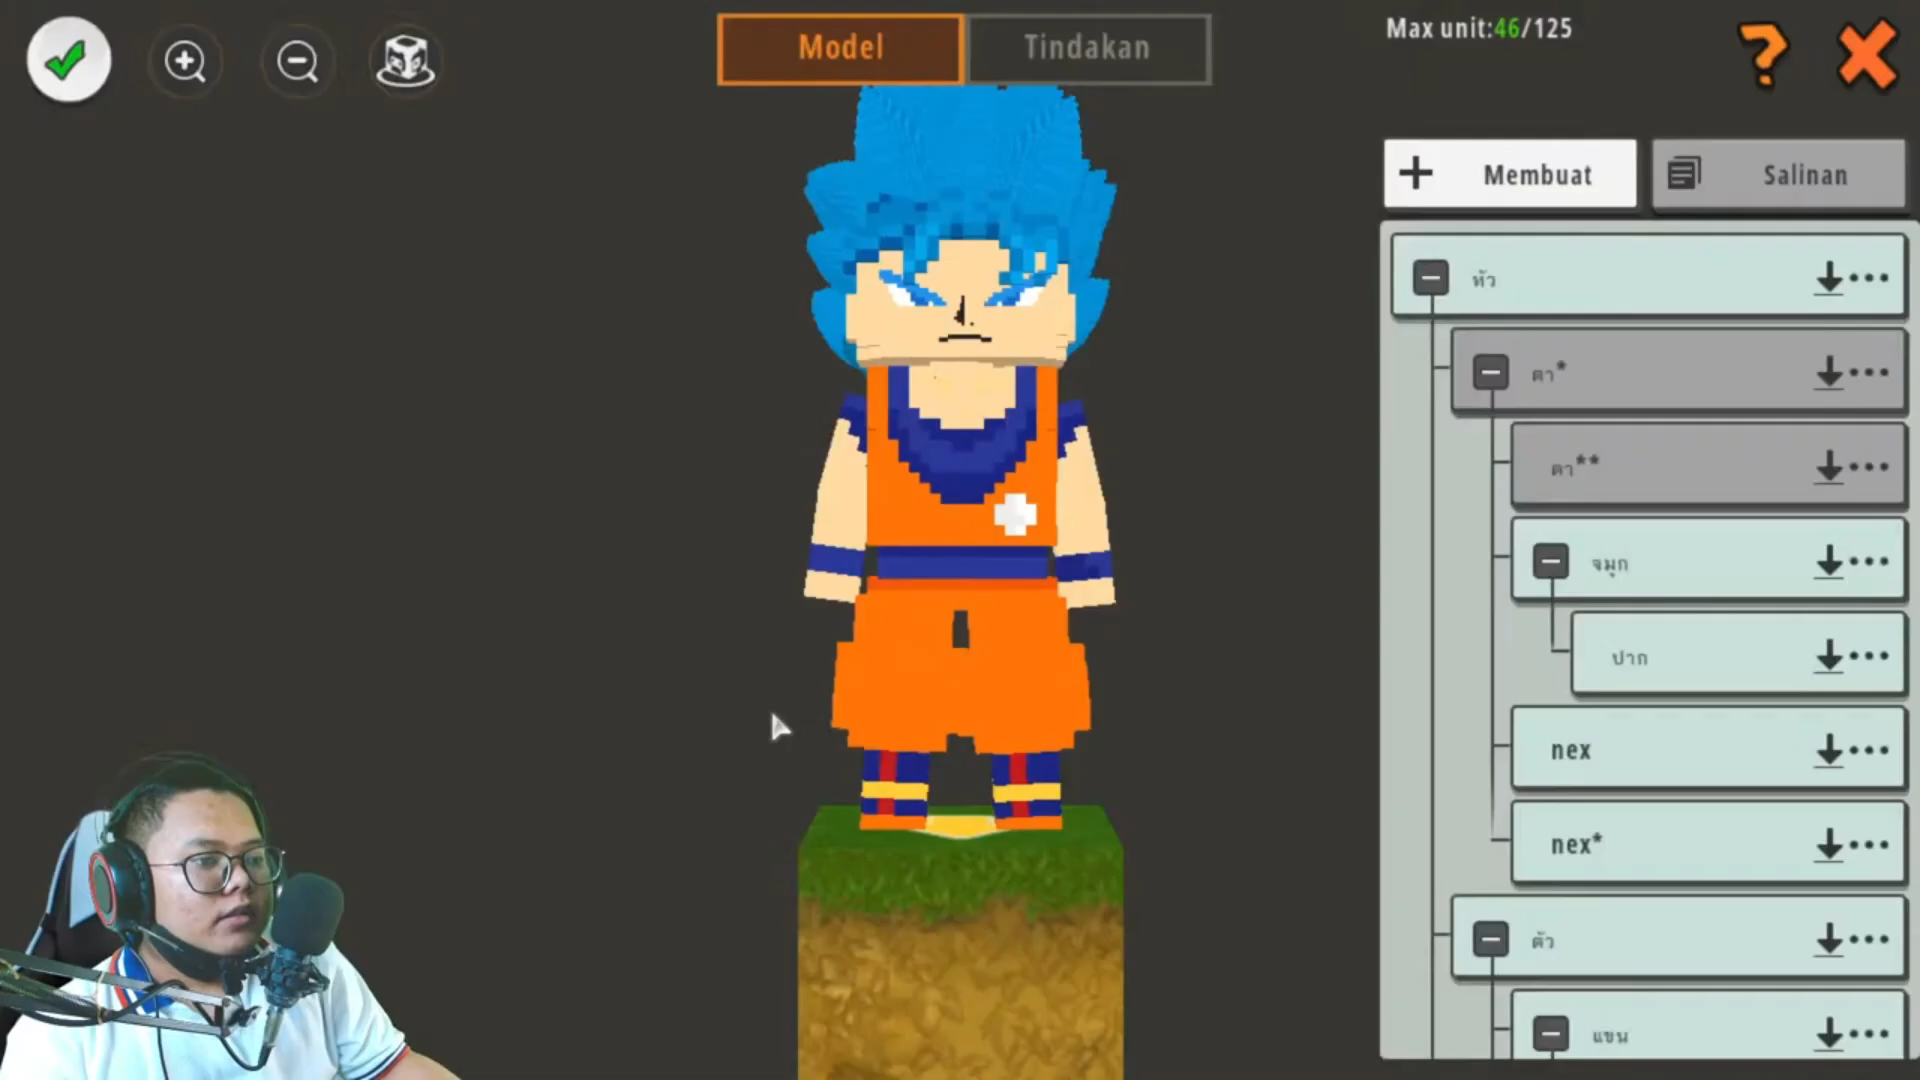 Model
Tindakan
Max unit:46/125
Membuat
Salinan
หัว
ตา*
ตา**
จมูก
ปาก
nex
nex*
ตัว
แขน